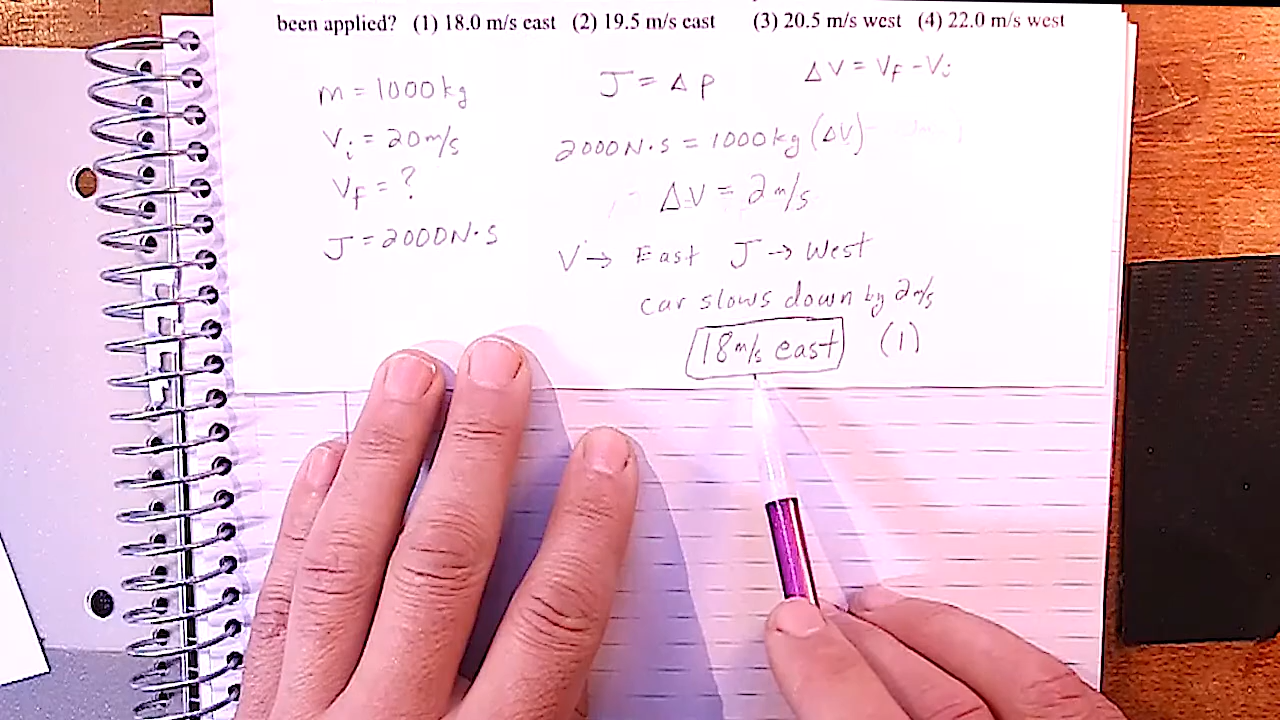 been applied? (1) 18.0 m/s east (2) 19.5 m/s east (3) 20.5 m/s west (4) 22.0 m/s west
m = 1000kg
Vi = 20m/s
Vf = ?
J = 2000N·s
J = Δp
ΔV = Vf - Vi
2000N·s = 1000kg (ΔV)
ΔV = 2m/s
V → East J → West
car slows down by 2m/s
18m/s east (1)